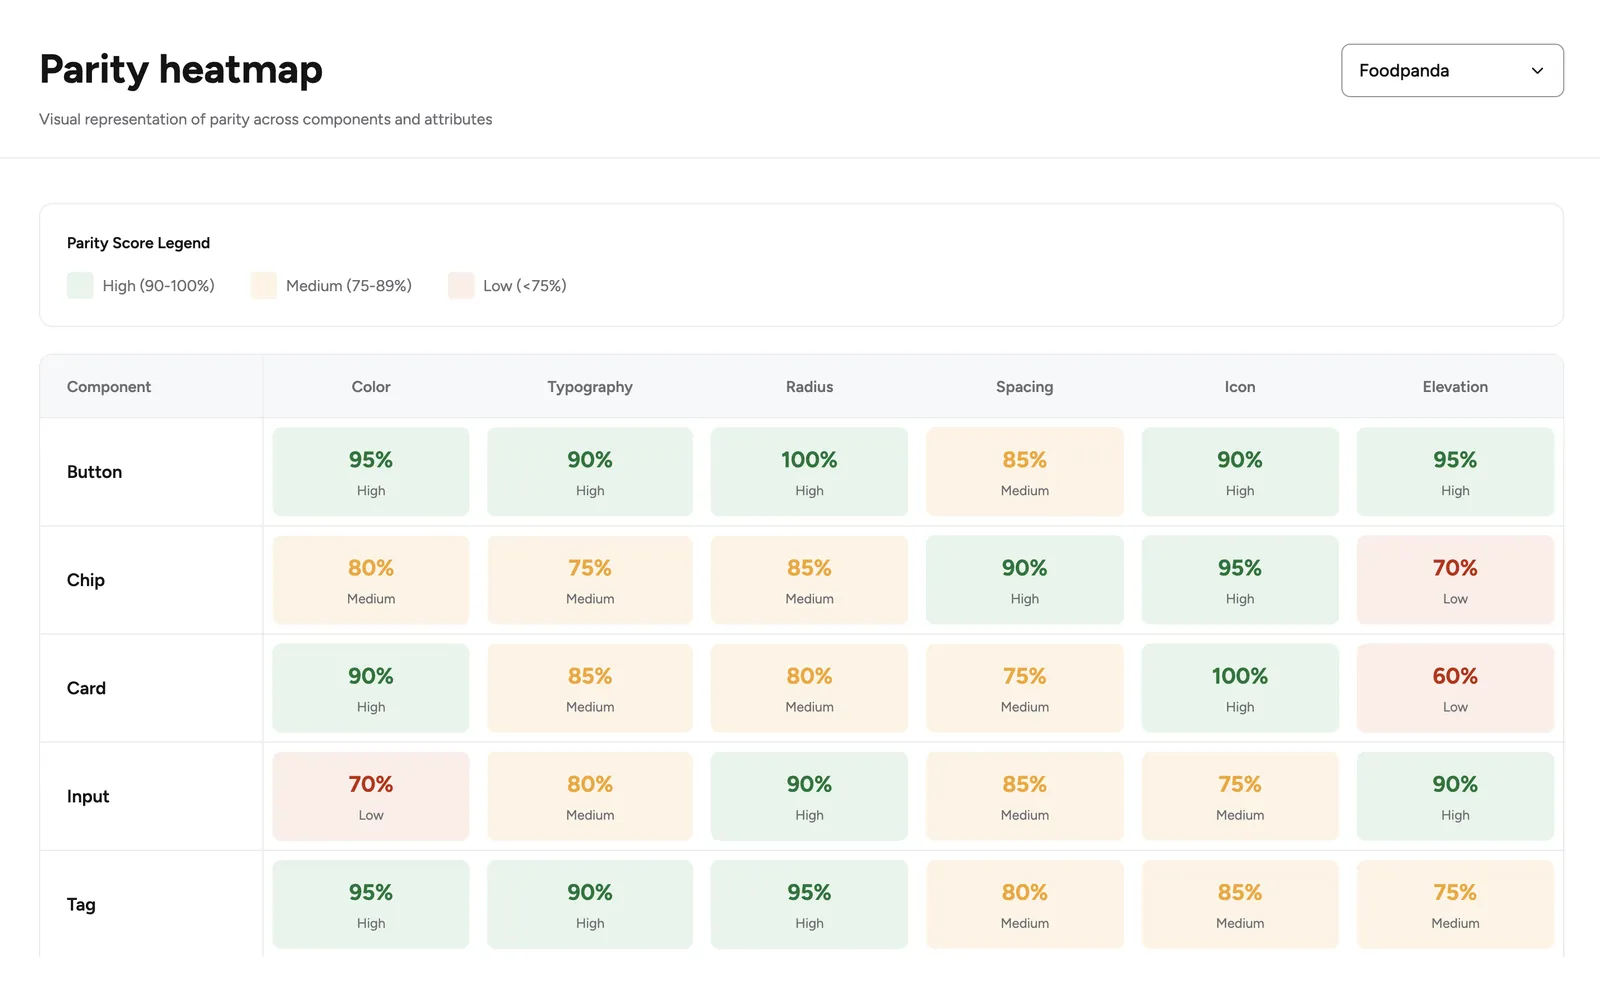 Parity heatmap
Foodpanda
Visual representation of parity across components and attributes
Parity Score Legend
High (90-100%) Medium (75-89%) Low (<75%)
Component Color Typography Radius Spacing Icon Elevation
Button 95% 90% 100% 85% 90% 95%
High High High Medium High High
Chip 80% 75% 85% 90% 95% 70%
Medium Medium Medium High High Low
Card 90% 85% 80% 75% 100% 60%
High Medium Medium Medium High Low
Input 70% 80% 90% 85% 75% 90%
Low Medium High Medium Medium High
Tag 95% 90% 95% 80% 85% 75%
High High High Medium Medium Medium